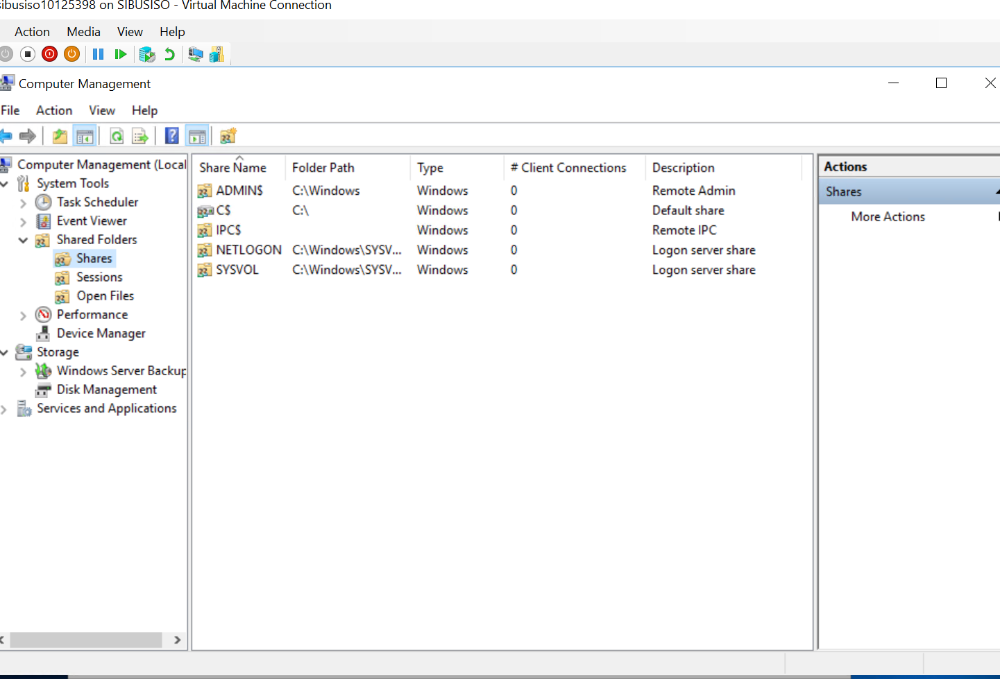 sibusiso10125398 on SIBUSISO - Virtual Machine Connection
Action Media View Help
Computer Management
File Action View Help
Computer Management (Local
System Tools
Task Scheduler
Event Viewer
Shared Folders
Shares
Sessions
Open Files
Performance
Device Manager
Storage
Windows Server Backup
Disk Management
Services and Applications
Share Name Folder Path Type # Client Connections Description
ADMIN$ C:\Windows Windows 0 Remote Admin
C$ C:\ Windows 0 Default share
IPC$ Windows 0 Remote IPC
NETLOGON C:\Windows\SYSV... Windows 0 Logon server share
SYSVOL C:\Windows\SYSV... Windows 0 Logon server share
Actions
Shares
More Actions